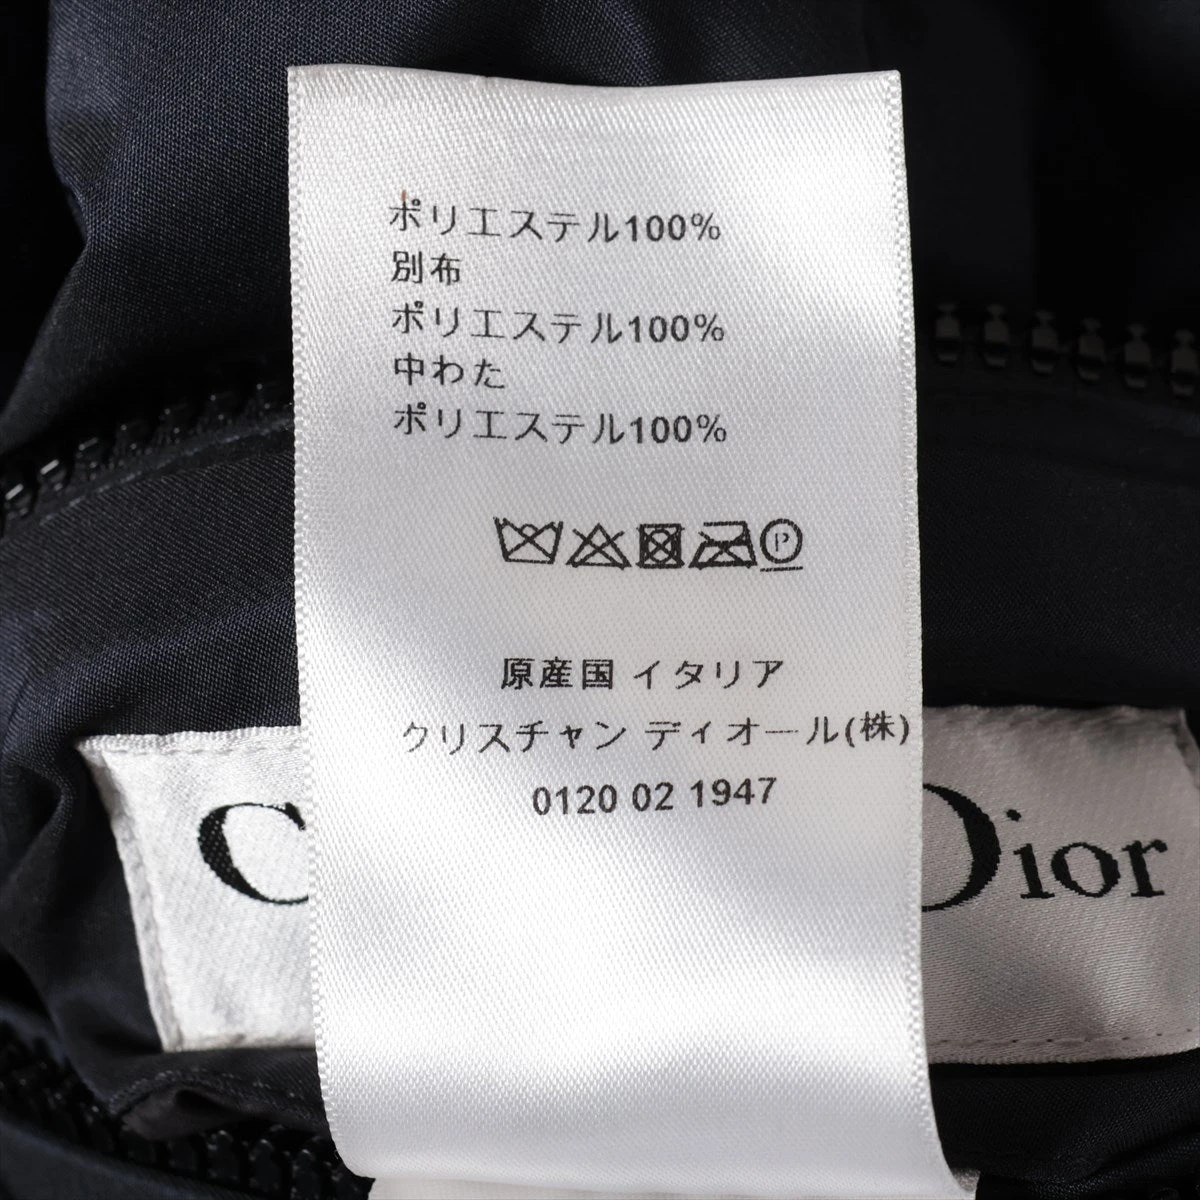 ポリエステル100%
別布
ポリエステル100%
中わた
ポリエステル100%
P
原産国 イタリア
クリスチャン ディオール(株)
0120 02 1947
C Dior